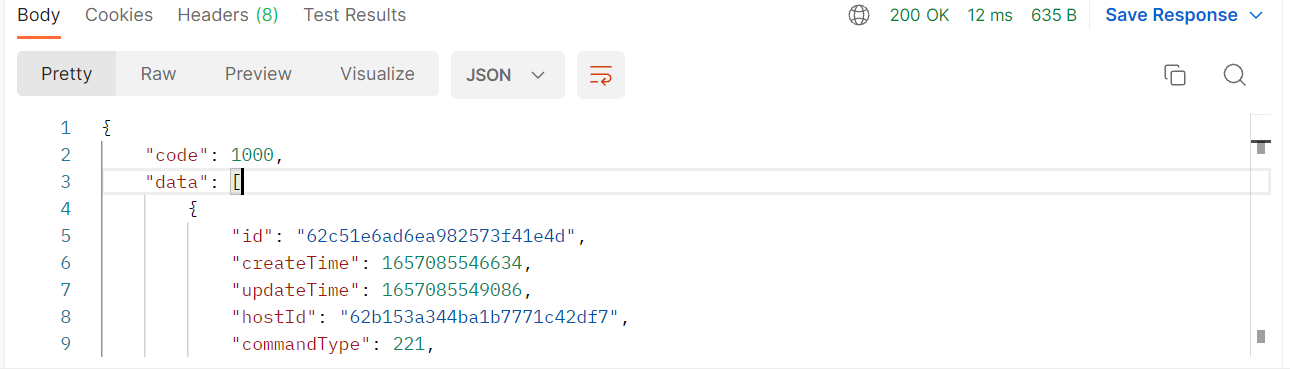 Body Cookies Headers (8) Test Results 200 OK 12 ms 635 B Save Response
Pretty Raw Preview Visualize JSON
1 {
2 "code": 1000,
3 "data": [
4 {
5 "id": "62c51e6ad6ea982573f41e4d",
6 "createTime": 1657085546634,
7 "updateTime": 1657085549086,
8 "hostId": "62b153a344ba1b7771c42df7",
9 "commandType": 221,